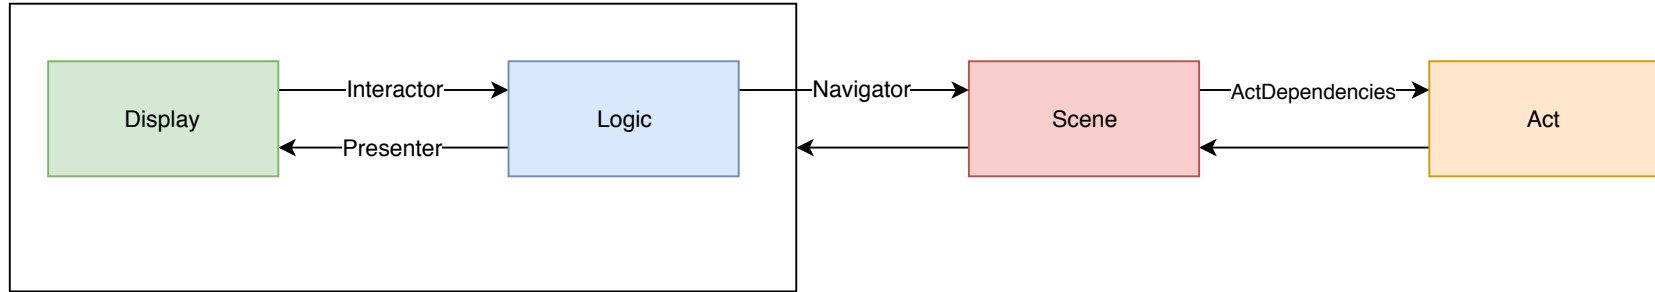 Display
Interactor
Presenter
Logic
Navigator
Scene
ActDependencies
Act